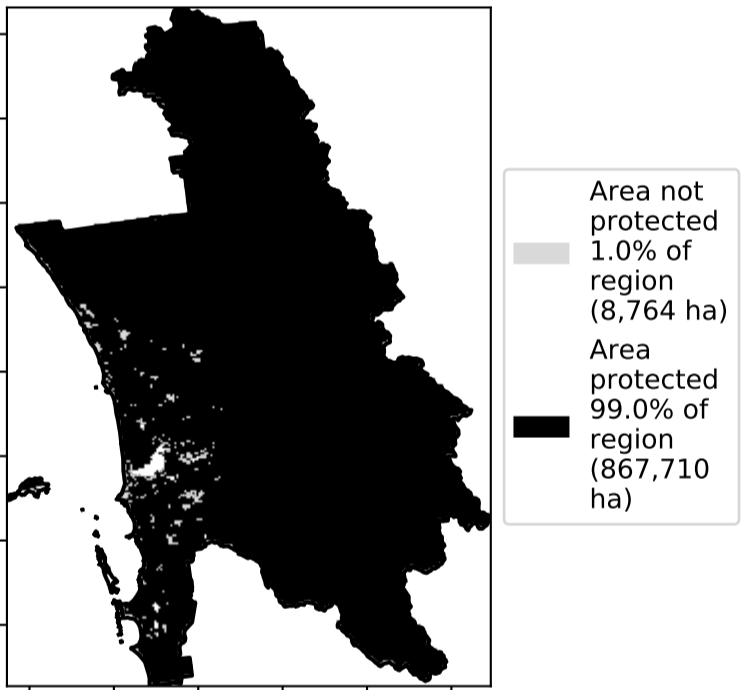 Area not
protected
1.0% of
region
(8,764 ha)
Area
protected
99.0% of
region
(867,710
ha)